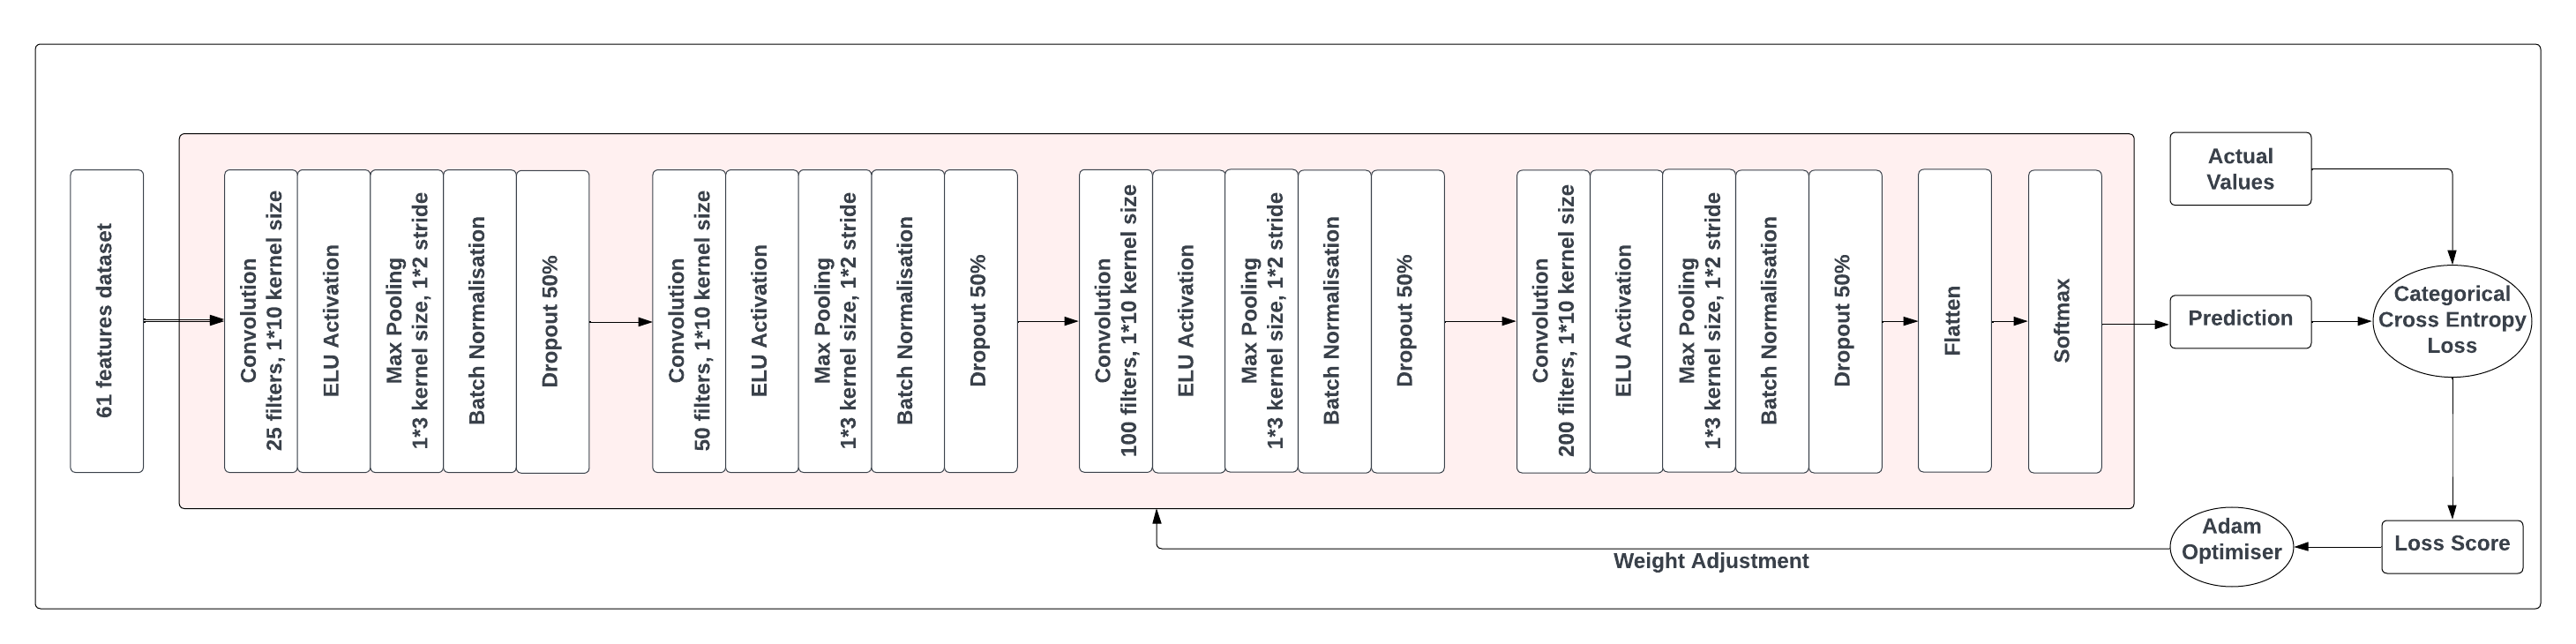 61 features dataset
Convolution
25 filters, 1*10 kernel size
ELU Activation
Max Pooling
1*3 kernel size, 1*2 stride
Batch Normalisation
Dropout 50%
Convolution
50 filters, 1*10 kernel size
ELU Activation
Max Pooling
1*3 kernel size, 1*2 stride
Batch Normalisation
Dropout 50%
Convolution
100 filters, 1*10 kernel size
ELU Activation
Max Pooling
1*3 kernel size, 1*2 stride
Batch Normalisation
Dropout 50%
Convolution
200 filters, 1*10 kernel size
ELU Activation
Max Pooling
1*3 kernel size, 1*2 stride
Batch Normalisation
Dropout 50%
Flatten
Softmax
Actual
Values
Prediction
Categorical
Cross Entropy
Loss
Loss Score
Adam
Optimiser
Weight Adjustment